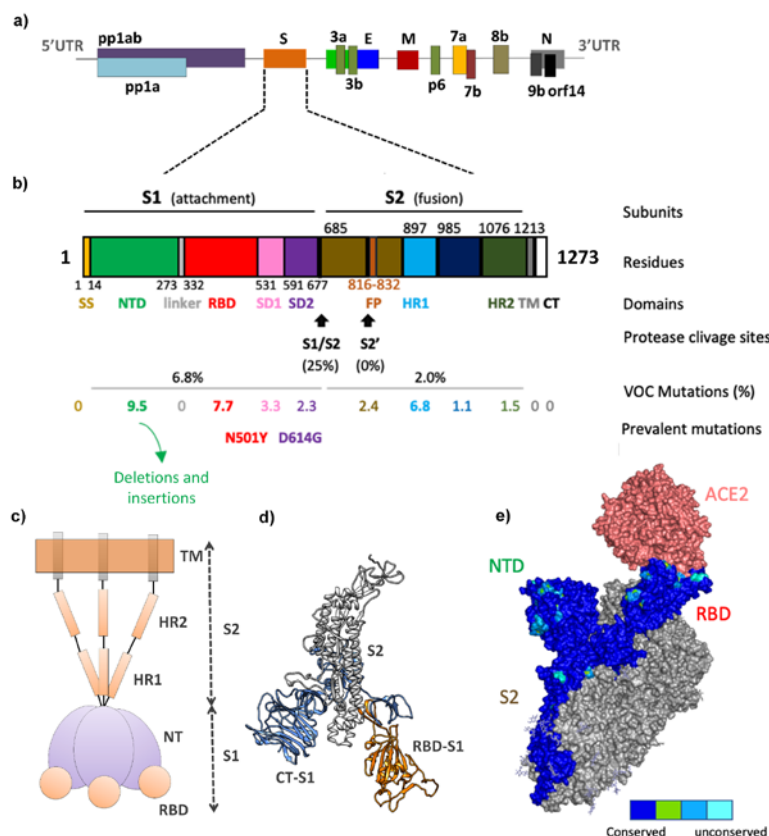 a)
pp1ab S 3a E M 7a 8b N
5'UTR 3'UTR
pp1a 3b p6 7b 9b orf14
b)
S1 (attachment) S2 (fusion) Subunits
685 897 985 1076 1213
1 1273 Residues
1 14 273 332 531 591 677 816-832
SS NTD linker RBD SD1 SD2 FP HR1 HR2 TM CT Domains
S1/S2 S2' Protease clivage sites
(25%) (0%)
6.8% 2.0% VOC Mutations (%)
0 9.5 0 7.7 3.3 2.3 2.4 6.8 1.1 1.5 0 0
N501Y D614G Prevalent mutations
Deletions and
insertions
c)
TM
HR2
S2
HR1
NT
S1
RBD
d)
S2
CT-S1
RBD-S1
e)
ACE2
NTD
RBD
S2
Conserved unconserved